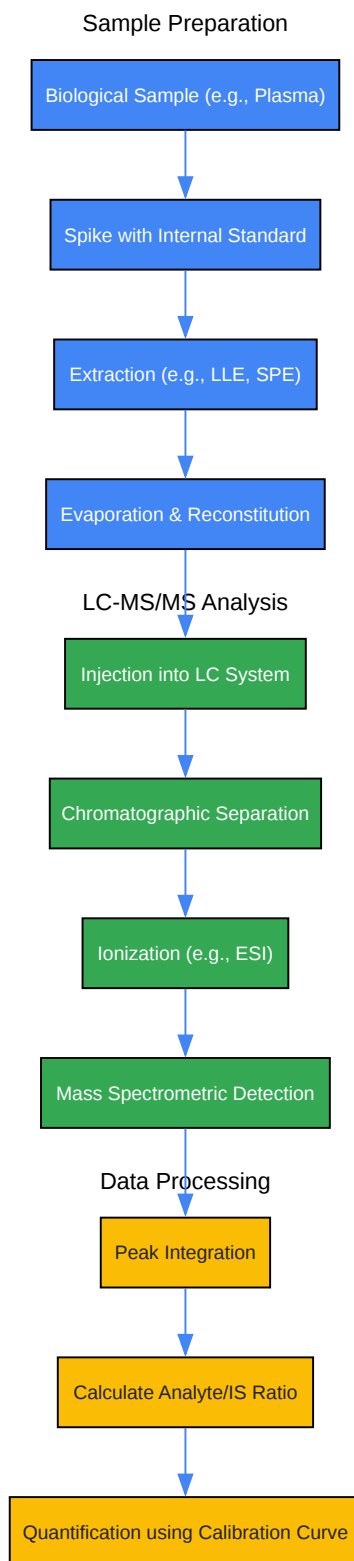 Sample Preparation
Biological Sample (e.g., Plasma)
Spike with Internal Standard
Extraction (e.g., LLE, SPE)
Evaporation & Reconstitution
LC-MS/MS Analysis
Injection into LC System
Chromatographic Separation
Ionization (e.g., ESI)
Mass Spectrometric Detection
Data Processing
Peak Integration
Calculate Analyte/IS Ratio
Quantification using Calibration Curve